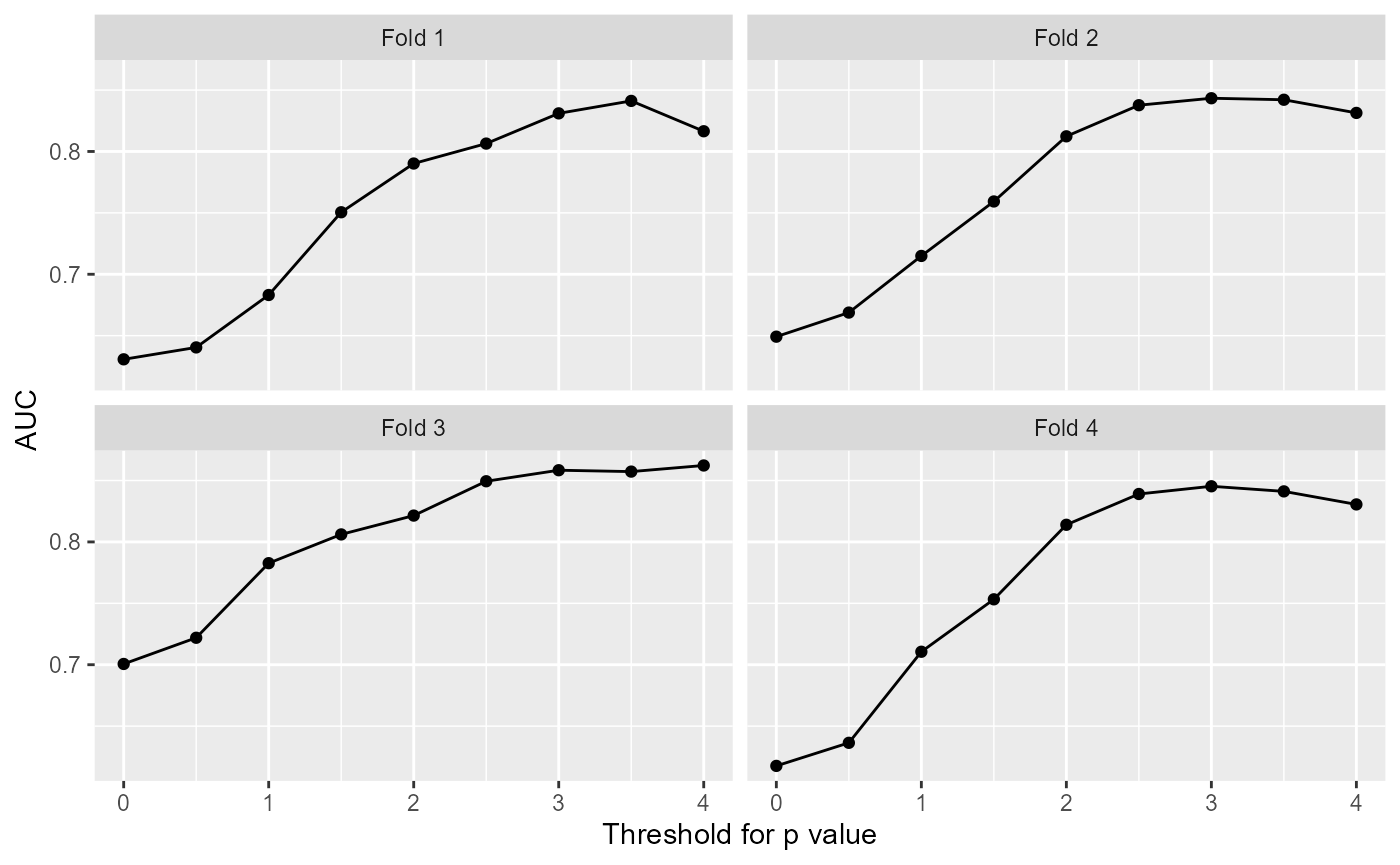 Fold 1
Fold 2
0.8
0.7
AUC
Fold 3
Fold 4
0.8
0.7
0 1 2 3 4 0 1 2 3 4
Threshold for p value